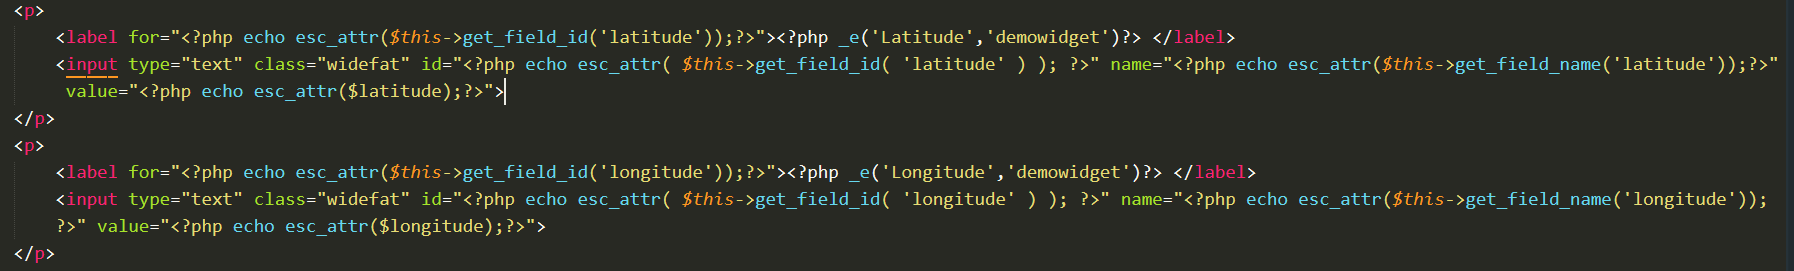 <p>
<label for="<?php echo esc_attr($this->get_field_id('latitude'));?>"><?php _e('Latitude','demowidget')?> </label>
<input type="text" class="widefat" id="<?php echo esc_attr( $this->get_field_id( 'latitude' ) ); ?>" name="<?php echo esc_attr($this->get_field_name('latitude'));?>"
value="<?php echo esc_attr($latitude);?>">
</p>
<p>
<label for="<?php echo esc_attr($this->get_field_id('longitude'));?>"><?php _e('Longitude','demowidget')?> </label>
<input type="text" class="widefat" id="<?php echo esc_attr( $this->get_field_id( 'longitude' ) ); ?>" name="<?php echo esc_attr($this->get_field_name('longitude'));
?>" value="<?php echo esc_attr($longitude);?>">
</p>